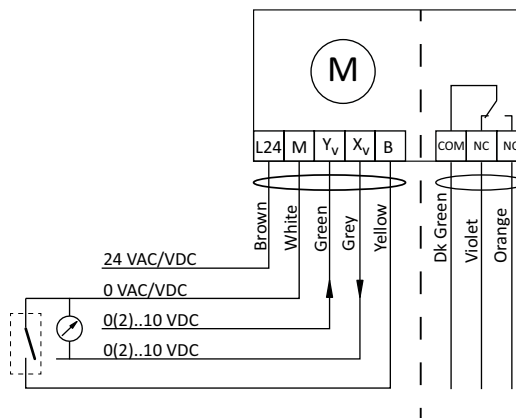 M
L24 M Yv Xv B COM NC NO
Brown White Green Grey Yellow Dk Green Violet Orange
24 VAC/VDC
0 VAC/VDC
0(2)..10 VDC
0(2)..10 VDC